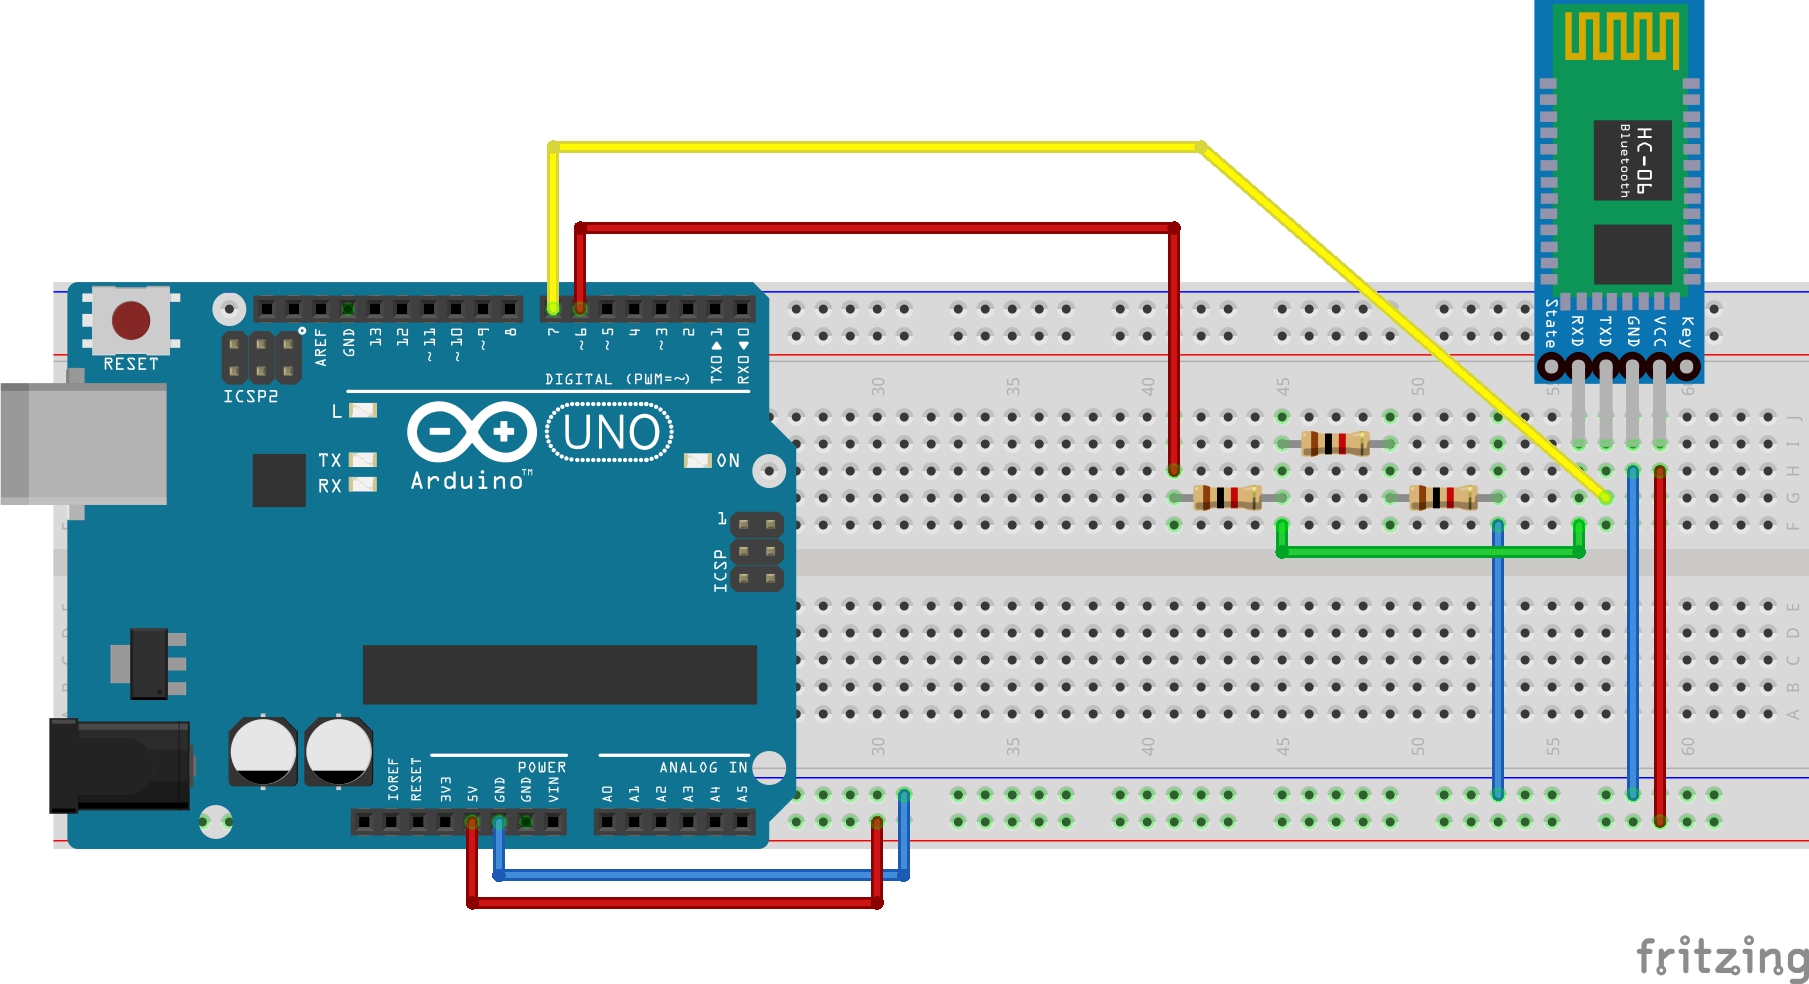 HC-06
Bluetooth
State
RXD
TXD
GND
VCC
Key
RESET
ICSP2
AREF
GND
13
12
~11
~10
~9
8
7
~6
~5
4
~3
2
TX0▶1
RX0◀0
DIGITAL (PWM=~)
L
TX
RX
UNO
Arduino™
ON
1
ICSP
30
35
40
45
50
60
J
I
H
G
F
E
D
C
B
A
30
35
40
45
50
55
60
POWER
ANALOG IN
IOREF
RESET
3V3
5V
GND
GND
VIN
A0
A1
A2
A3
A4
A5
fritzing